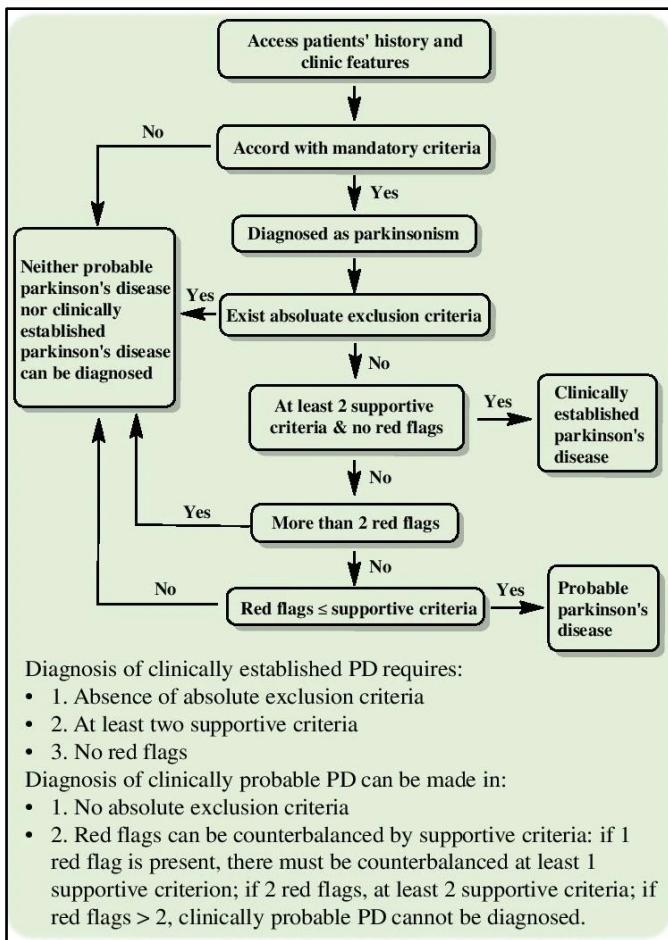 Access patients' history and
clinic features
No
Accord with mandatory criteria
Yes
Diagnosed as parkinsonism
Neither probable
parkinson's disease
nor clinically
established
parkinson's disease
can be diagnosed
Yes
Exist absoluate exclusion criteria
No
At least 2 supportive
criteria & no red flags
Yes
Clinically
established
parkinson's
disease
No
Yes
More than 2 red flags
No
No
Red flags ≤ supportive criteria
Yes
Probable
parkinson's
disease
Diagnosis of clinically established PD requires:
• 1. Absence of absolute exclusion criteria
• 2. At least two supportive criteria
• 3. No red flags
Diagnosis of clinically probable PD can be made in:
• 1. No absolute exclusion criteria
• 2. Red flags can be counterbalanced by supportive criteria: if 1
red flag is present, there must be counterbalanced at least 1
supportive criterion; if 2 red flags, at least 2 supportive criteria; if
red flags > 2, clinically probable PD cannot be diagnosed.